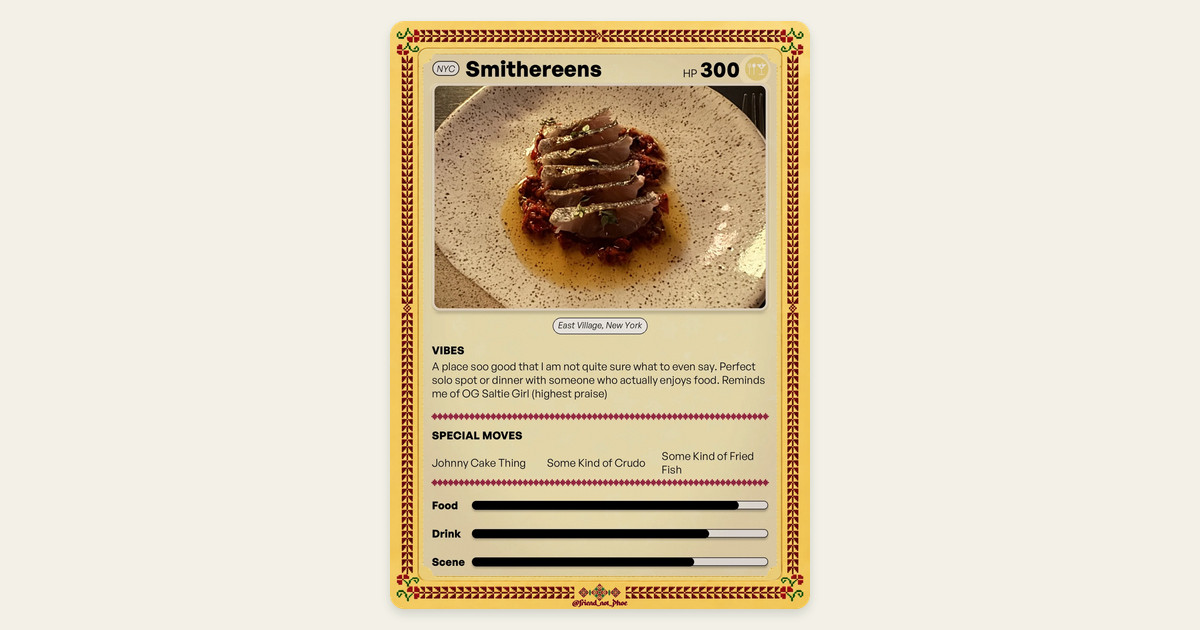 NYC Smithereens HP 300
East Village, New York
VIBES
A place soo good that I am not quite sure what to even say. Perfect
solo spot or dinner with someone who actually enjoys food. Reminds
me of OG Saltie Girl (highest praise)
SPECIAL MOVES
Johnny Cake Thing
Some Kind of Crudo
Some Kind of Fried
Fish
Food
Drink
Scene
@friend_not_phoe